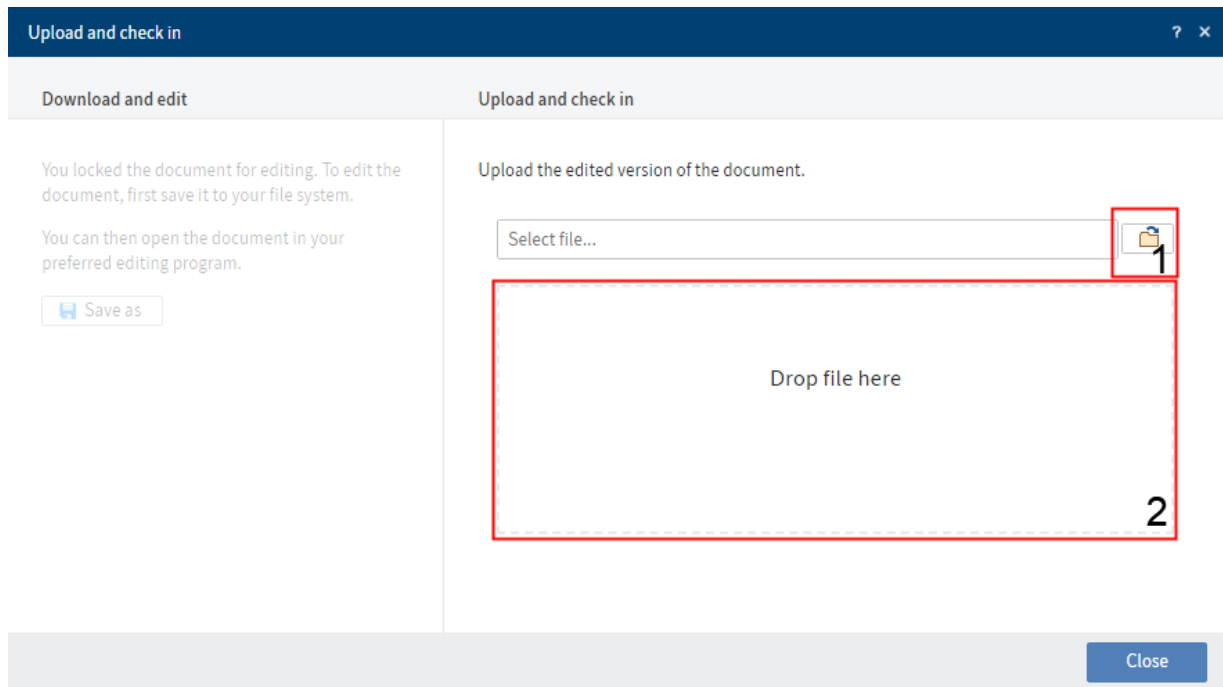 Upload and check in ? ×
Download and edit
You locked the document for editing. To edit the
document, first save it to your file system.
You can then open the document in your
preferred editing program.
Save as
Upload and check in
Upload the edited version of the document.
Select file...
1
Drop file here
2
Close